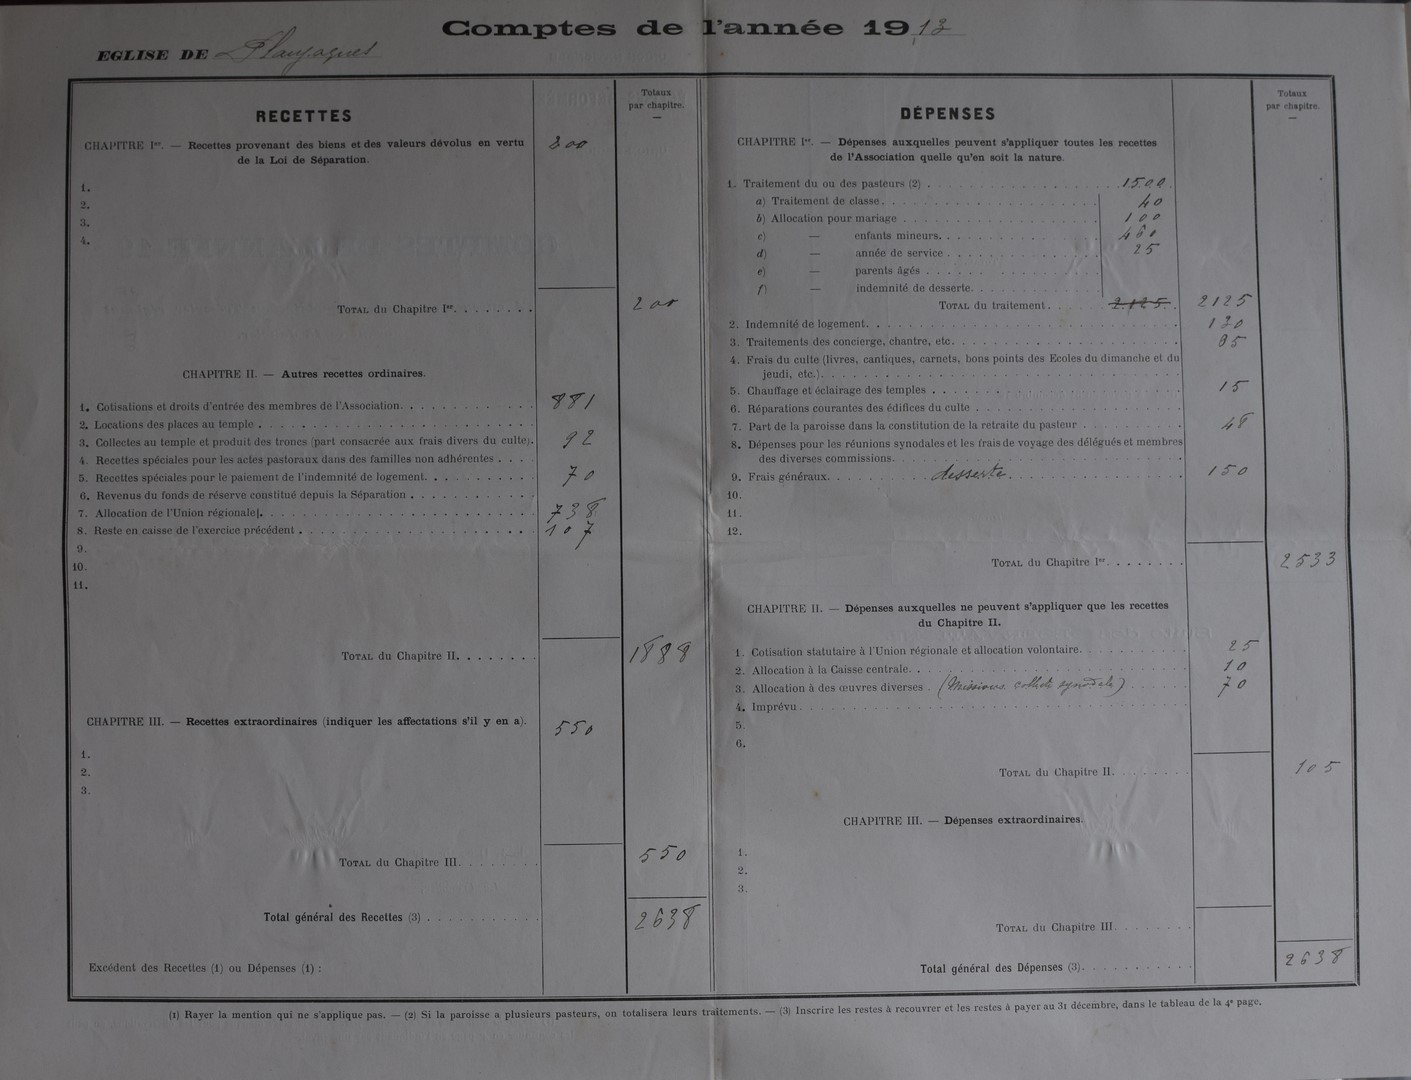 Comptes de l'année 1913
EGLISE DE
RECETTES
Totaux
par chapitre.
CHAPITRE Ier. — Recettes provenant des biens et des valeurs dévolus en vertu
de la Loi de Séparation. 200
1.
2.
3.
4.
TOTAL du Chapitre Ier. 200
CHAPITRE II. — Autres recettes ordinaires.
1. Cotisations et droits d'entrée des membres de l'Association. 881
2. Locations des places au temple
3. Collectes au temple et produit des troncs (part consacrée aux frais divers du culte). 92
4. Recettes spéciales pour les actes pastoraux dans des familles non adhérentes
5. Recettes spéciales pour le paiement de l'indemnité de logement. 70
6. Revenus du fonds de réserve constitué depuis la Séparation
7. Allocation de l'Union régionale. 738
8. Reste en caisse de l'exercice précédent 107
9.
10.
11.
TOTAL du Chapitre II. 1888
CHAPITRE III. — Recettes extraordinaires (indiquer les affectations s'il y en a). 550
1.
2.
3.
TOTAL du Chapitre III. 550
Total général des Recettes (3) 2638
Excédent des Recettes (1) ou Dépenses (1) :
DÉPENSES
Totaux
par chapitre.
CHAPITRE Ier. — Dépenses auxquelles peuvent s'appliquer toutes les recettes
de l'Association quelle qu'en soit la nature.
1. Traitement du ou des pasteurs (2) 1500
a) Traitement de classe. 40
b) Allocation pour mariage 100
c) — enfants mineurs. 460
d) — année de service 25
e) — parents âgés
f) — indemnité de desserte.
TOTAL du traitement. 2125 2125
2. Indemnité de logement.
3. Traitements des concierge, chantre, etc.
4. Frais du culte (livres, cantiques, carnets, bons points des Ecoles du dimanche et du
jeudi, etc.).
5. Chauffage et éclairage des temples 15
6. Réparations courantes des édifices du culte
7. Part de la paroisse dans la constitution de la retraite du pasteur 48
8. Dépenses pour les réunions synodales et les frais de voyage des délégués et membres
des diverses commissions.
9. Frais généraux. desserte 150
10.
11.
12.
TOTAL du Chapitre Ier. 2533
CHAPITRE II. — Dépenses auxquelles ne peuvent s'appliquer que les recettes
du Chapitre II.
1. Cotisation statutaire à l'Union régionale et allocation volontaire. 25
2. Allocation à la Caisse centrale. 10
3. Allocation à des œuvres diverses. (Missions. collecte synodale) 70
4. Imprévu
5.
6.
TOTAL du Chapitre II. 105
CHAPITRE III. — Dépenses extraordinaires.
1.
2.
3.
TOTAL du Chapitre III.
Total général des Dépenses (3). 2638
(1) Rayer la mention qui ne s'applique pas. — (2) Si la paroisse a plusieurs pasteurs, on totalisera leurs traitements. — (3) Inscrire les restes à recouvrer et les restes à payer au 31 décembre, dans le tableau de la 4e page.